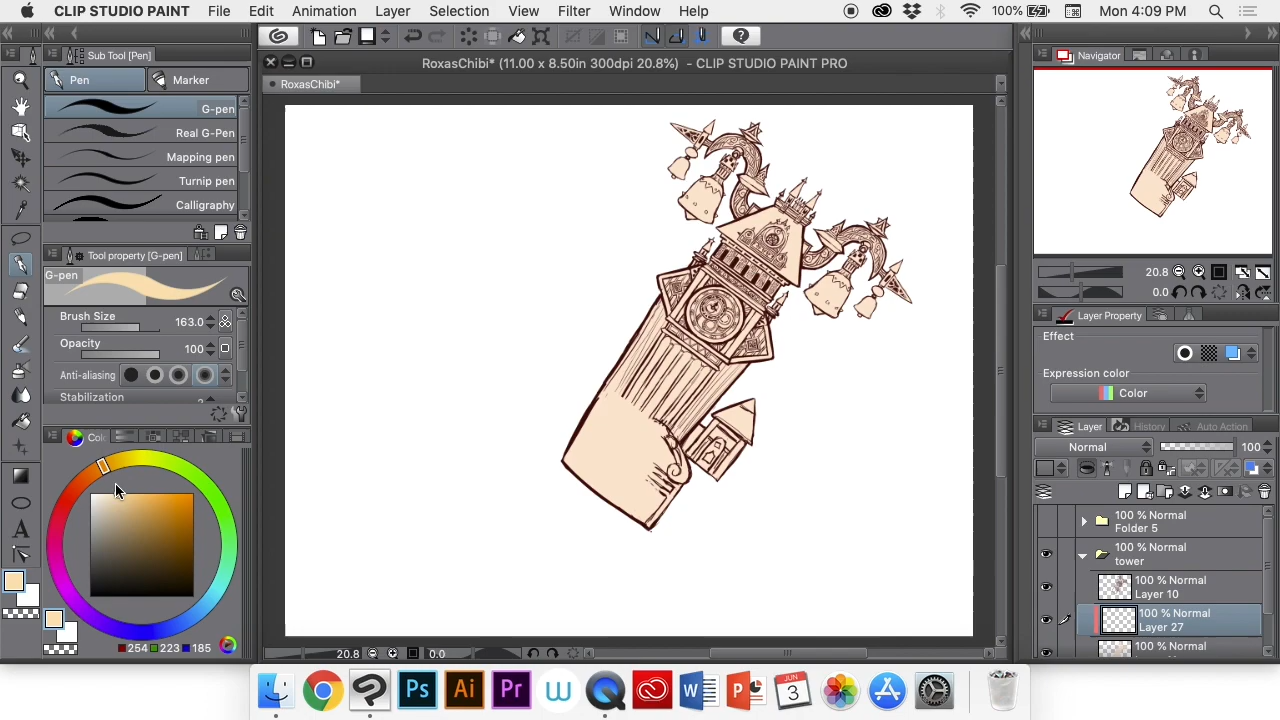 CLIP STUDIO PAINT File Edit Animation Layer Selection View Filter Window Help 100% Mon 4:09 PM
RoxasChibi* (11.00 x 8.50in 300dpi 20.8%) - CLIP STUDIO PAINT PRO
RoxasChibi*
Sub Tool [Pen]
Pen Marker
G-pen
Real G-Pen
Mapping pen
Turnip pen
Calligraphy
Tool property [G-pen]
G-pen
Brush Size 163.0
Opacity 100
Anti-aliasing
Stabilization
Colo
254 223 185
20.8 0.0
Navigator
20.8
0.0
Layer Property
Effect
Expression color
Color
Layer History Auto Action
Normal 100
100 % Normal
Folder 5
100 % Normal
tower
100 % Normal
Layer 10
100 % Normal
Layer 27
100 % Normal
A
Ps Ai Pr W JUN 3